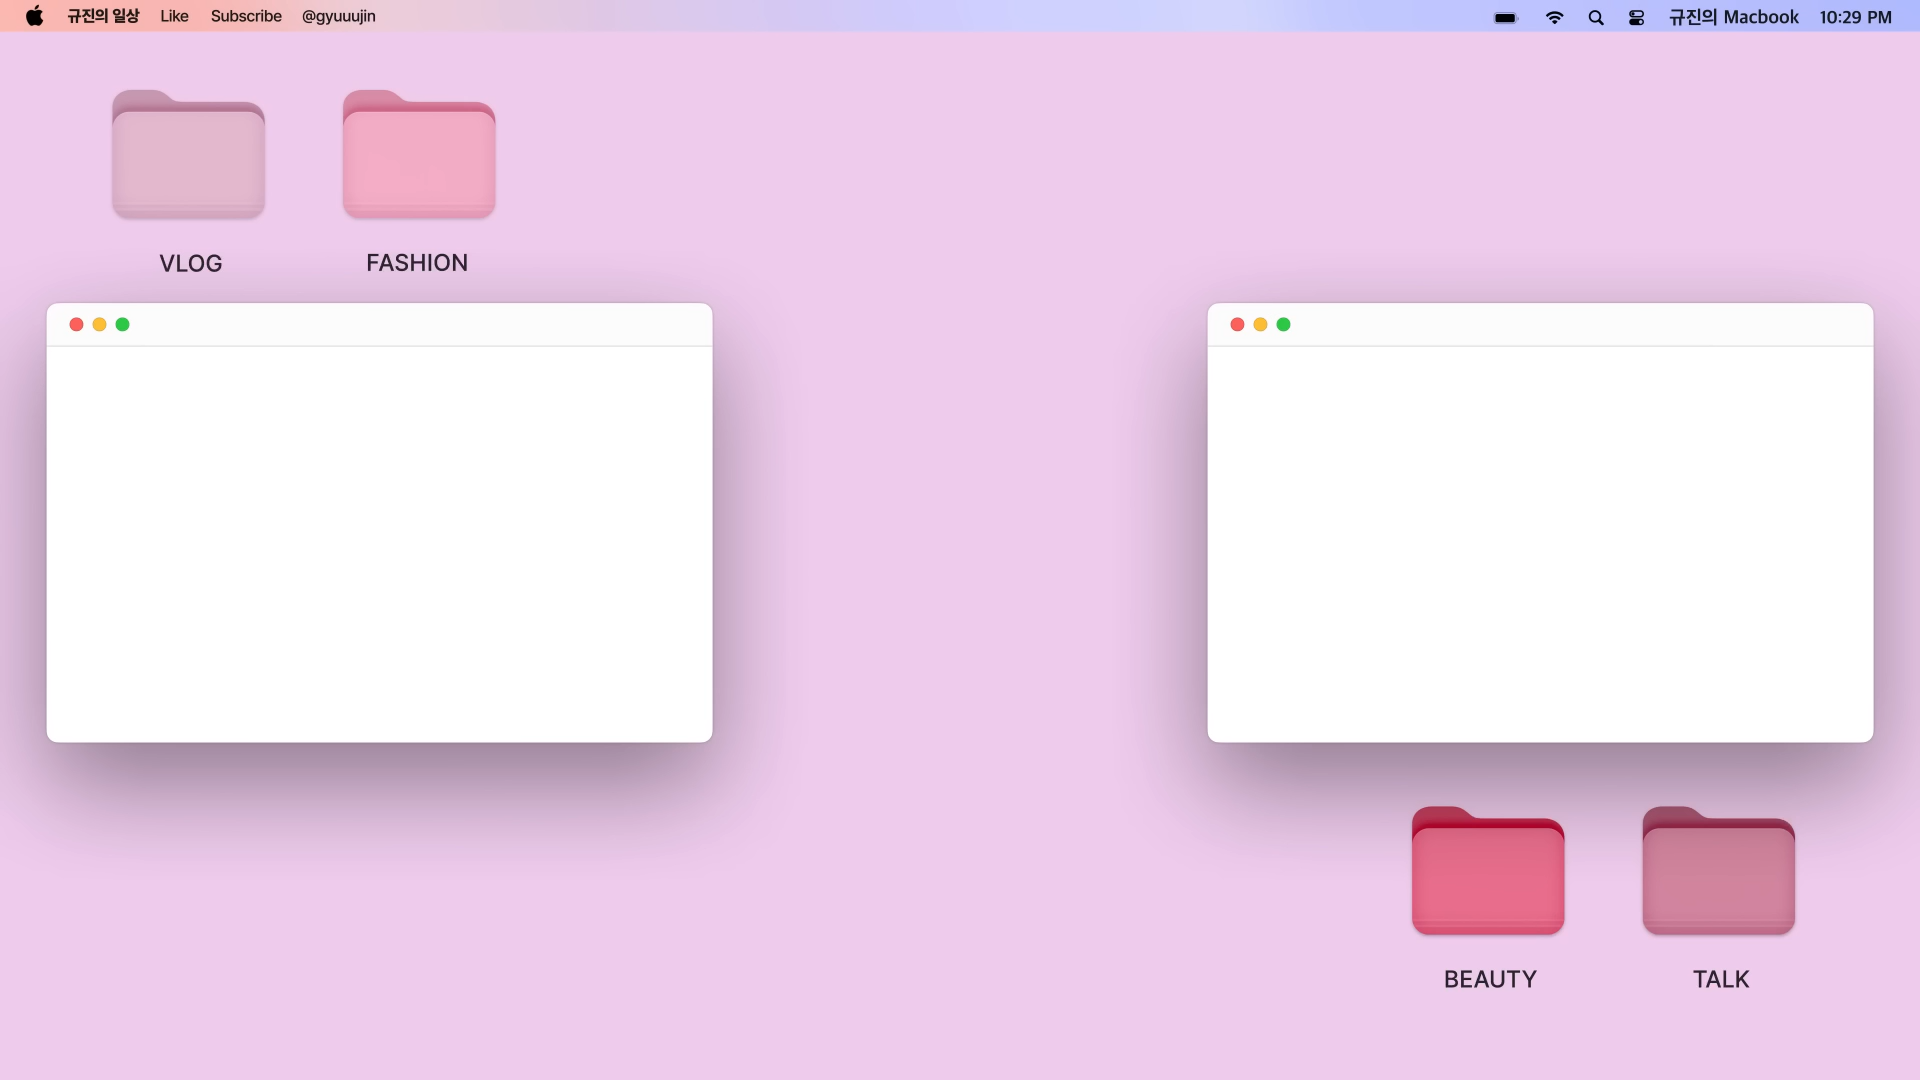 규진의 일상 Like Subscribe @gyuuujin 규진의 Macbook 10:29 PM
VLOG FASHION
BEAUTY TALK